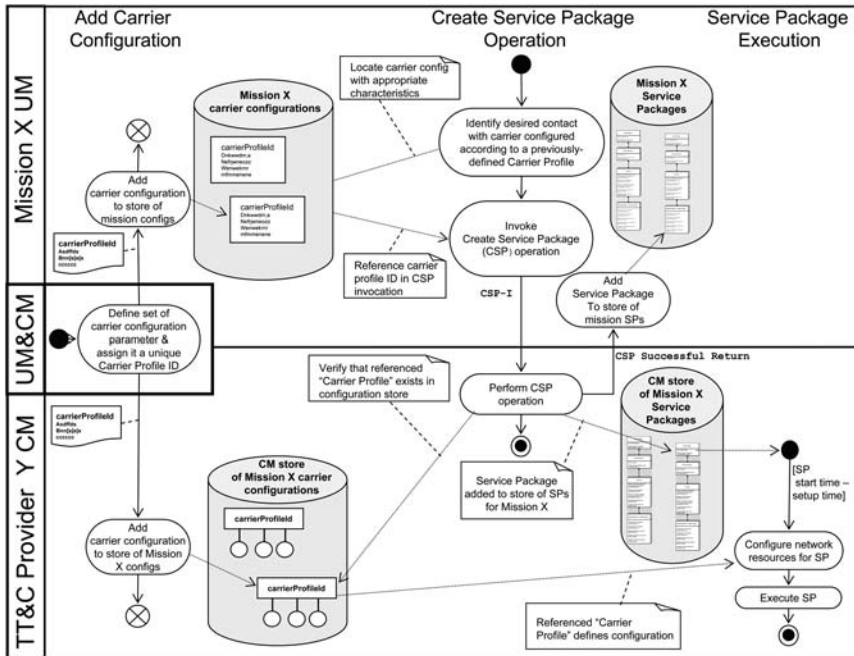 Add Carrier
Configuration
Create Service Package
Operation
Service Package
Execution
Mission X UM
UM&CM
TT&C Provider Y CM
Mission X
carrier configurations
carrierProfileId
carrierProfileId
Locate carrier config
with appropriate
characteristics
Identify desired contact
with carrier configured
according to a previously-
defined Carrier Profile
Mission X
Service
Packages
Add
carrier configuration
to store of
mission configs
carrierProfileId
Invoke
Create Service Package
(CSP) operation
Reference carrier
profile ID in CSP
invocation
CSP-I
Add
Service Package
To store of
mission SPs
Define set of
carrier configuration
parameter &
assign it a unique
Carrier Profile ID
CSP Successful Return
Verify that referenced
"Carrier Profile" exists in
configuration store
Perform CSP
operation
CM store
of Mission X
Service
Packages
carrierProfileId
CM store
of Mission X carrier
configurations
carrierProfileId
Service Package
added to store of SPs
for Mission X
[SP
start time –
setup time]
Add
carrier configuration
to store of Mission
X configs
carrierProfileId
Configure network
resources for SP
Execute SP
Referenced "Carrier
Profile" defines configuration